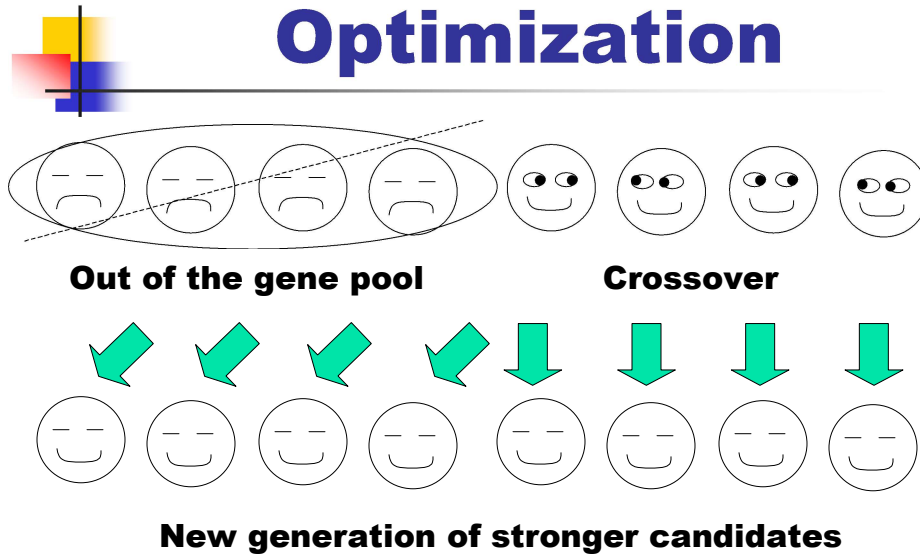 Optimization
Out of the gene pool
Crossover
New generation of stronger candidates